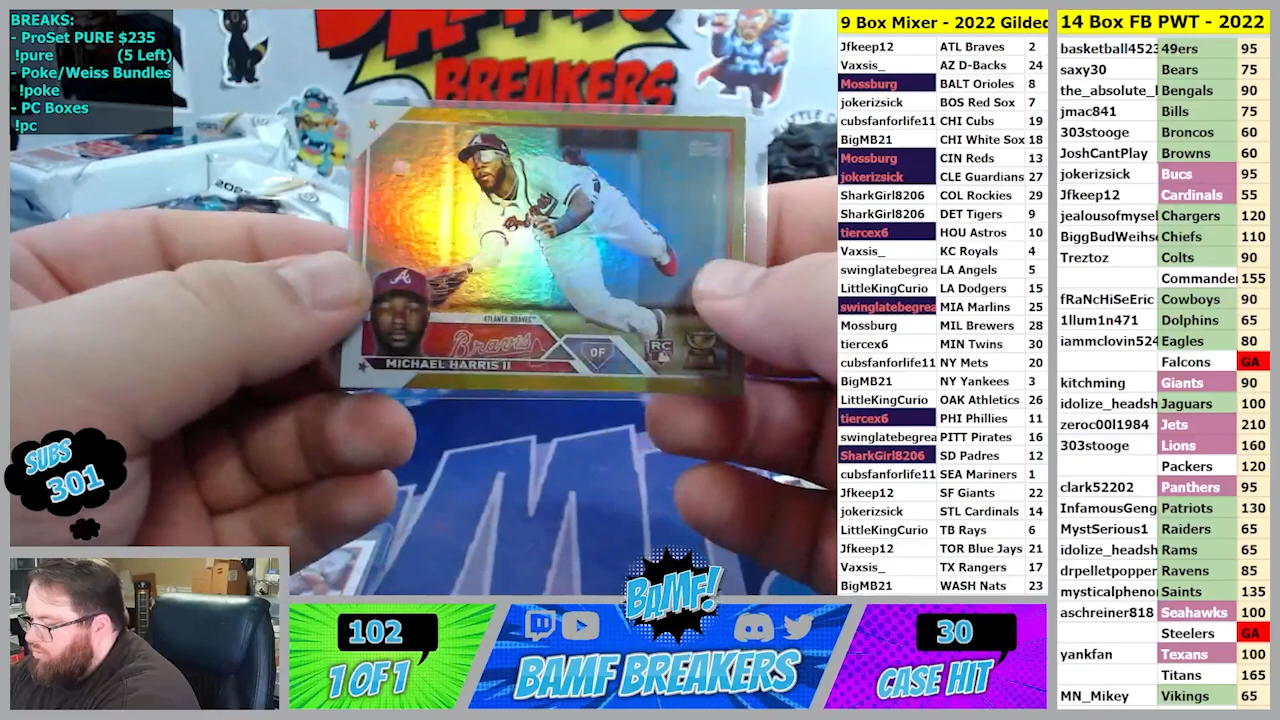 BREAKS:
- ProSet PURE $235
!pure (5 Left)
- Poke/Weiss Bundles
!poke
- PC Boxes
!pc
BREAKERS
ATLANTA BRAVES
Braves
MICHAEL HARRIS II
OF
RC
SUBS
301
9 Box Mixer - 2022 Gilded
Jfkeep12 ATL Braves 2
Vaxsis_ AZ D-Backs 24
Mossburg BALT Orioles 8
jokerizsick BOS Red Sox 7
cubsfanforlife11 CHI Cubs 19
BigMB21 CHI White Sox 18
Mossburg CIN Reds 13
jokerizsick CLE Guardians 27
SharkGirl8206 COL Rockies 29
SharkGirl8206 DET Tigers 9
tiercex6 HOU Astros 10
Vaxsis_ KC Royals 4
swinglatebegrea LA Angels 5
LittleKingCurio LA Dodgers 15
swinglatebegrea MIA Marlins 25
Mossburg MIL Brewers 28
tiercex6 MIN Twins 30
cubsfanforlife11 NY Mets 20
BigMB21 NY Yankees 3
LittleKingCurio OAK Athletics 26
tiercex6 PHI Phillies 11
swinglatebegrea PITT Pirates 16
SharkGirl8206 SD Padres 12
cubsfanforlife11 SEA Mariners 1
Jfkeep12 SF Giants 22
jokerizsick STL Cardinals 14
LittleKingCurio TB Rays 6
Jfkeep12 TOR Blue Jays 21
Vaxsis_ TX Rangers 17
BigMB21 WASH Nats 23
14 Box FB PWT - 2022
basketball4523 49ers 95
saxy30 Bears 75
the_absolute_l Bengals 90
jmac841 Bills 75
303stooge Broncos 60
JoshCantPlay Browns 60
jokerizsick Bucs 95
Jfkeep12 Cardinals 55
jealousofmysel Chargers 120
BiggBudWeihs Chiefs 110
Treztoz Colts 90
Commander 155
fRaNcHiSeEric Cowboys 90
1llum1n471 Dolphins 65
iammclovin524 Eagles 80
Falcons GA
kitchming Giants 90
idolize_headsh Jaguars 100
zeroc00l1984 Jets 210
303stooge Lions 160
Packers 120
clark52202 Panthers 95
InfamousGeng Patriots 130
MystSerious1 Raiders 65
idolize_headsh Rams 65
drpelletpopper Ravens 85
mysticalpheno Saints 135
aschreiner818 Seahawks 100
Steelers GA
yankfan Texans 100
Titans 165
MN_Mikey Vikings 65
102
1 OF 1
BAMF!
BAMF BREAKERS
30
CASE HIT